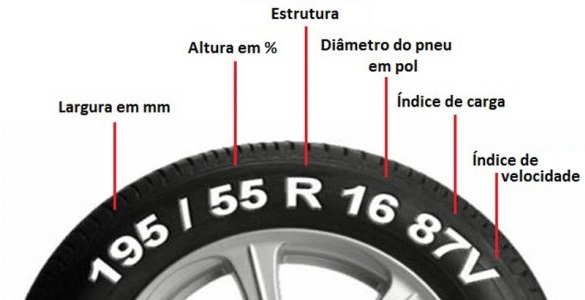 Estrutura
Altura em %
Diâmetro do pneu
em pol
Largura em mm
Índice de carga
Índice de
velocidade
195 / 55 R 16 87V